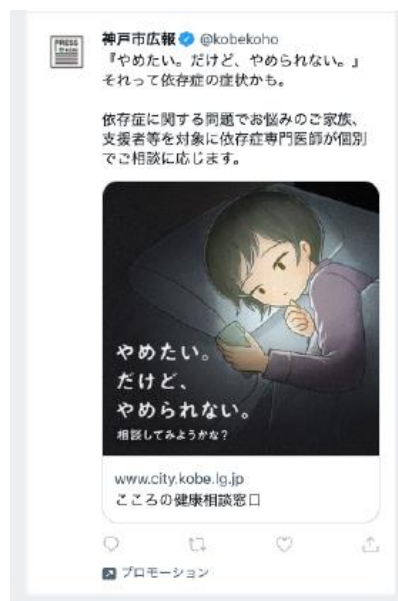 PRESS
神戸市広報 @kobekoho
『やめたい。だけど、やめられない。』
それって依存症の症状かも。
依存症に関する問題でお悩みのご家族、
支援者等を対象に依存症専門医師が個別
でご相談に応じます。
やめたい。
だけど、
やめられない。
相談してみようかな?
www.city.kobe.lg.jp
こころの健康相談窓口
プロモーション